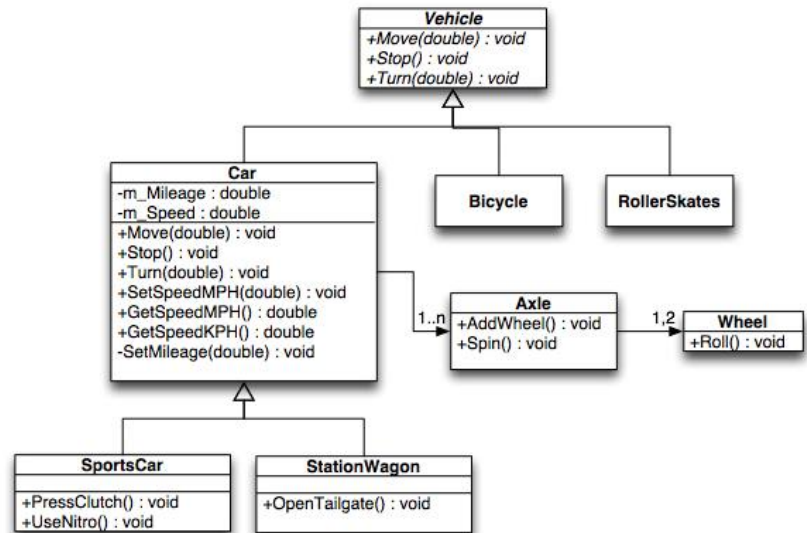 Vehicle
+Move(double) : void
+Stop() : void
+Turn(double) : void
Car
-m_Mileage : double
-m_Speed : double
+Move(double) : void
+Stop() : void
+Turn(double) : void
+SetSpeedMPH(double) : void
+GetSpeedMPH() : double
+GetSpeedKPH() : double
-SetMileage(double) : void
Bicycle
RollerSkates
1..n
Axle
+AddWheel() : void
+Spin() : void
1,2
Wheel
+Roll() : void
SportsCar
+PressClutch() : void
+UseNitro() : void
StationWagon
+OpenTailgate() : void